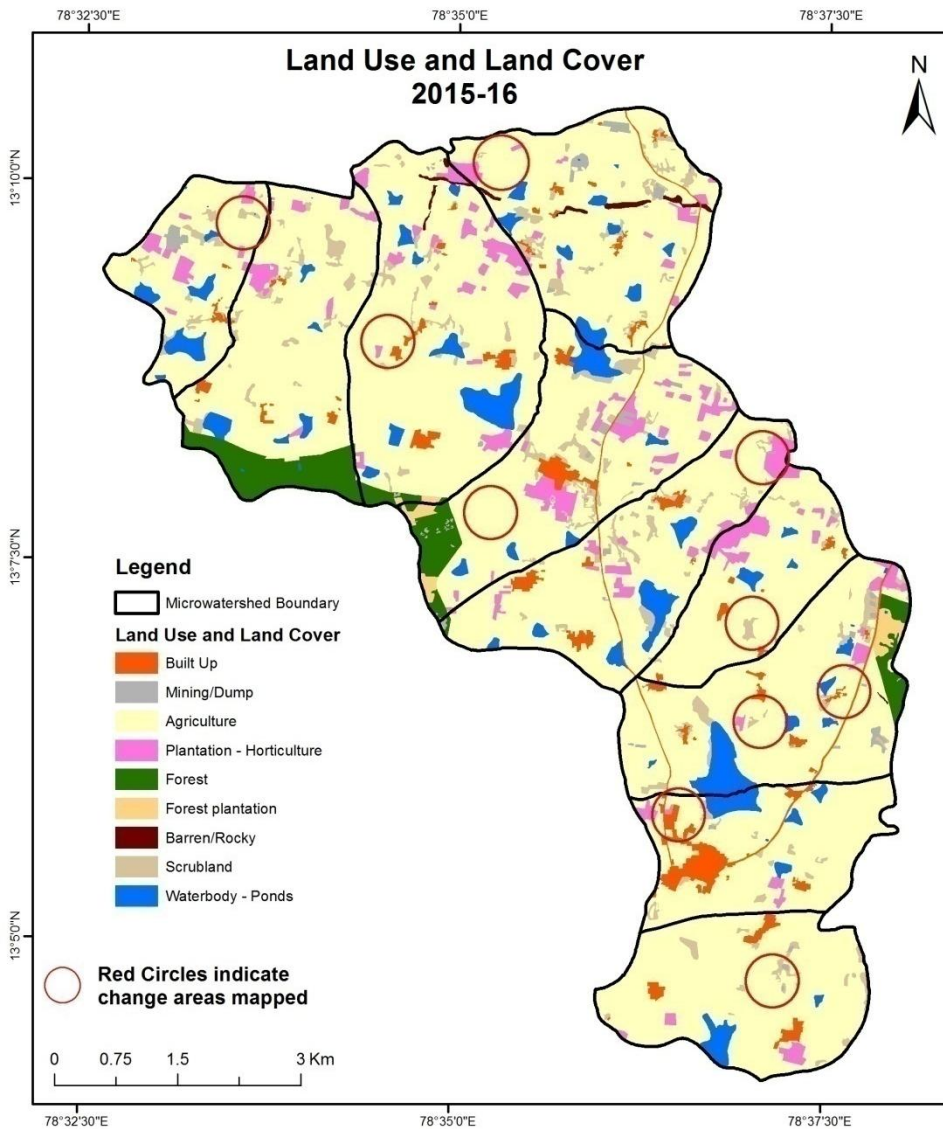 78°32'30"E 78°35'0"E 78°37'30"E
Land Use and Land Cover
2015-16
N
13°10'0"N
13°7'30"N
13°5'0"N
Legend
Microwatershed Boundary
Land Use and Land Cover
Built Up
Mining/Dump
Agriculture
Plantation - Horticulture
Forest
Forest plantation
Barren/Rocky
Scrubland
Waterbody - Ponds
Red Circles indicate
change areas mapped
0 0.75 1.5 3 Km
78°32'30"E 78°35'0"E 78°37'30"E